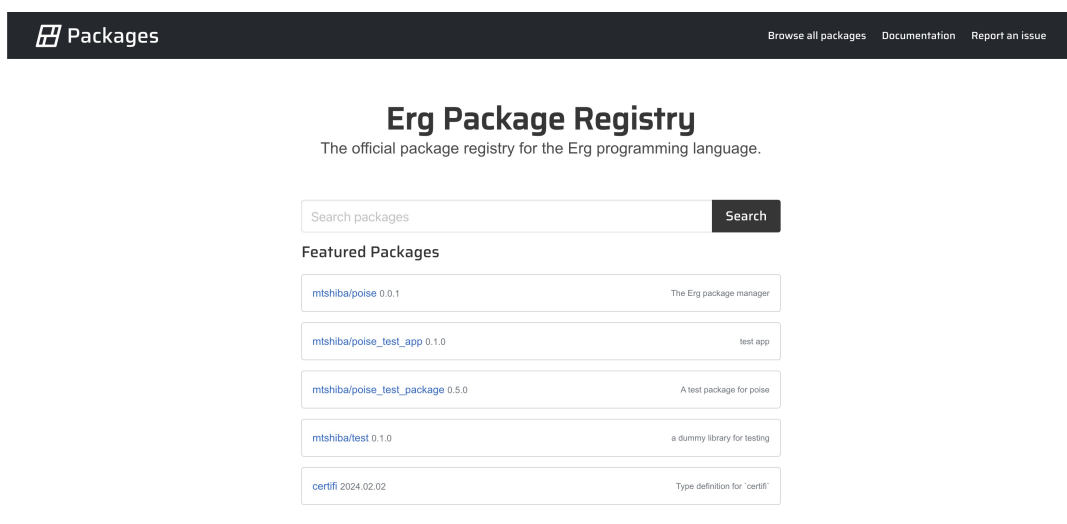 Packages
Browse all packages Documentation Report an issue
Erg Package Registry
The official package registry for the Erg programming language.
Search packages Search
Featured Packages
mtshiba/poise 0.0.1 The Erg package manager
mtshiba/poise_test_app 0.1.0 test app
mtshiba/poise_test_package 0.5.0 A test package for poise
mtshiba/test 0.1.0 a dummy library for testing
certifi 2024.02.02 Type definition for `certifi`